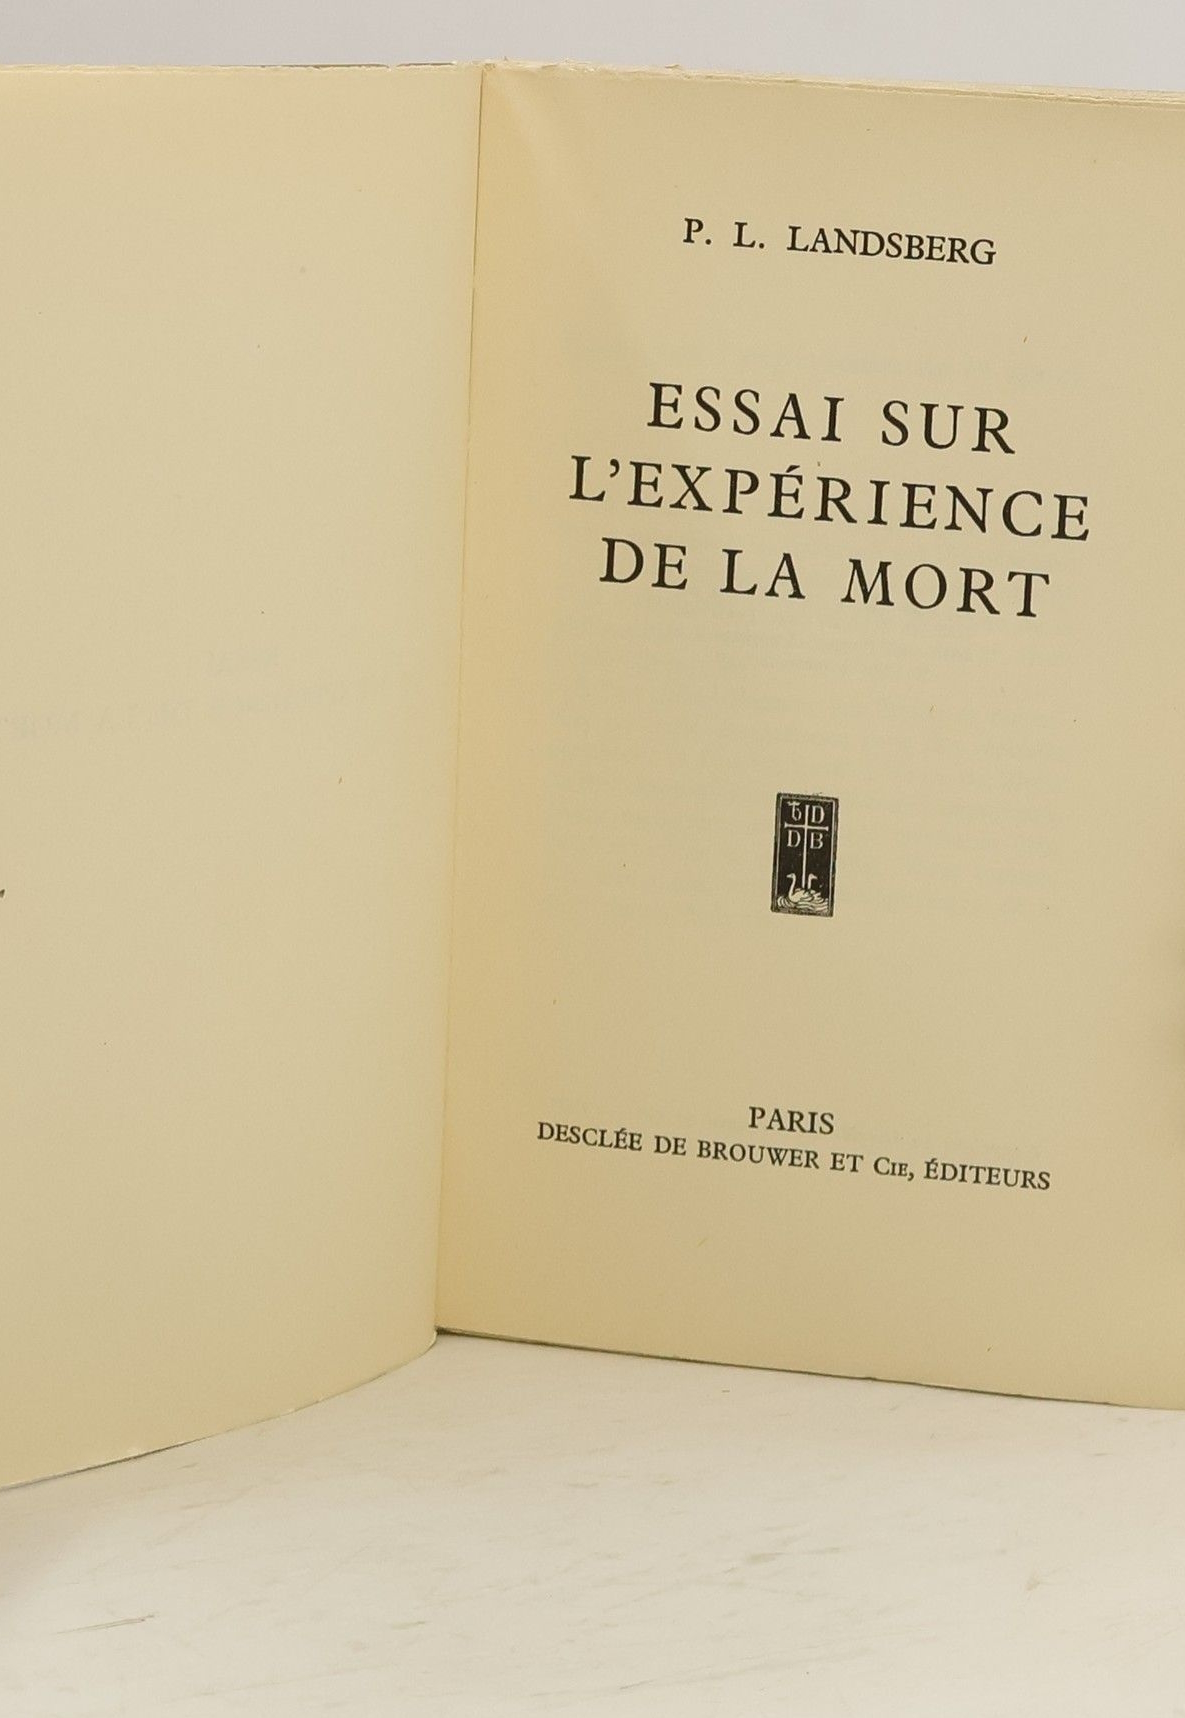 P. L. LANDSBERG
ESSAI SUR
L'EXPÉRIENCE
DE LA MORT
D D
D B
PARIS
DESCLÉE DE BROUWER ET CIE, ÉDITEURS